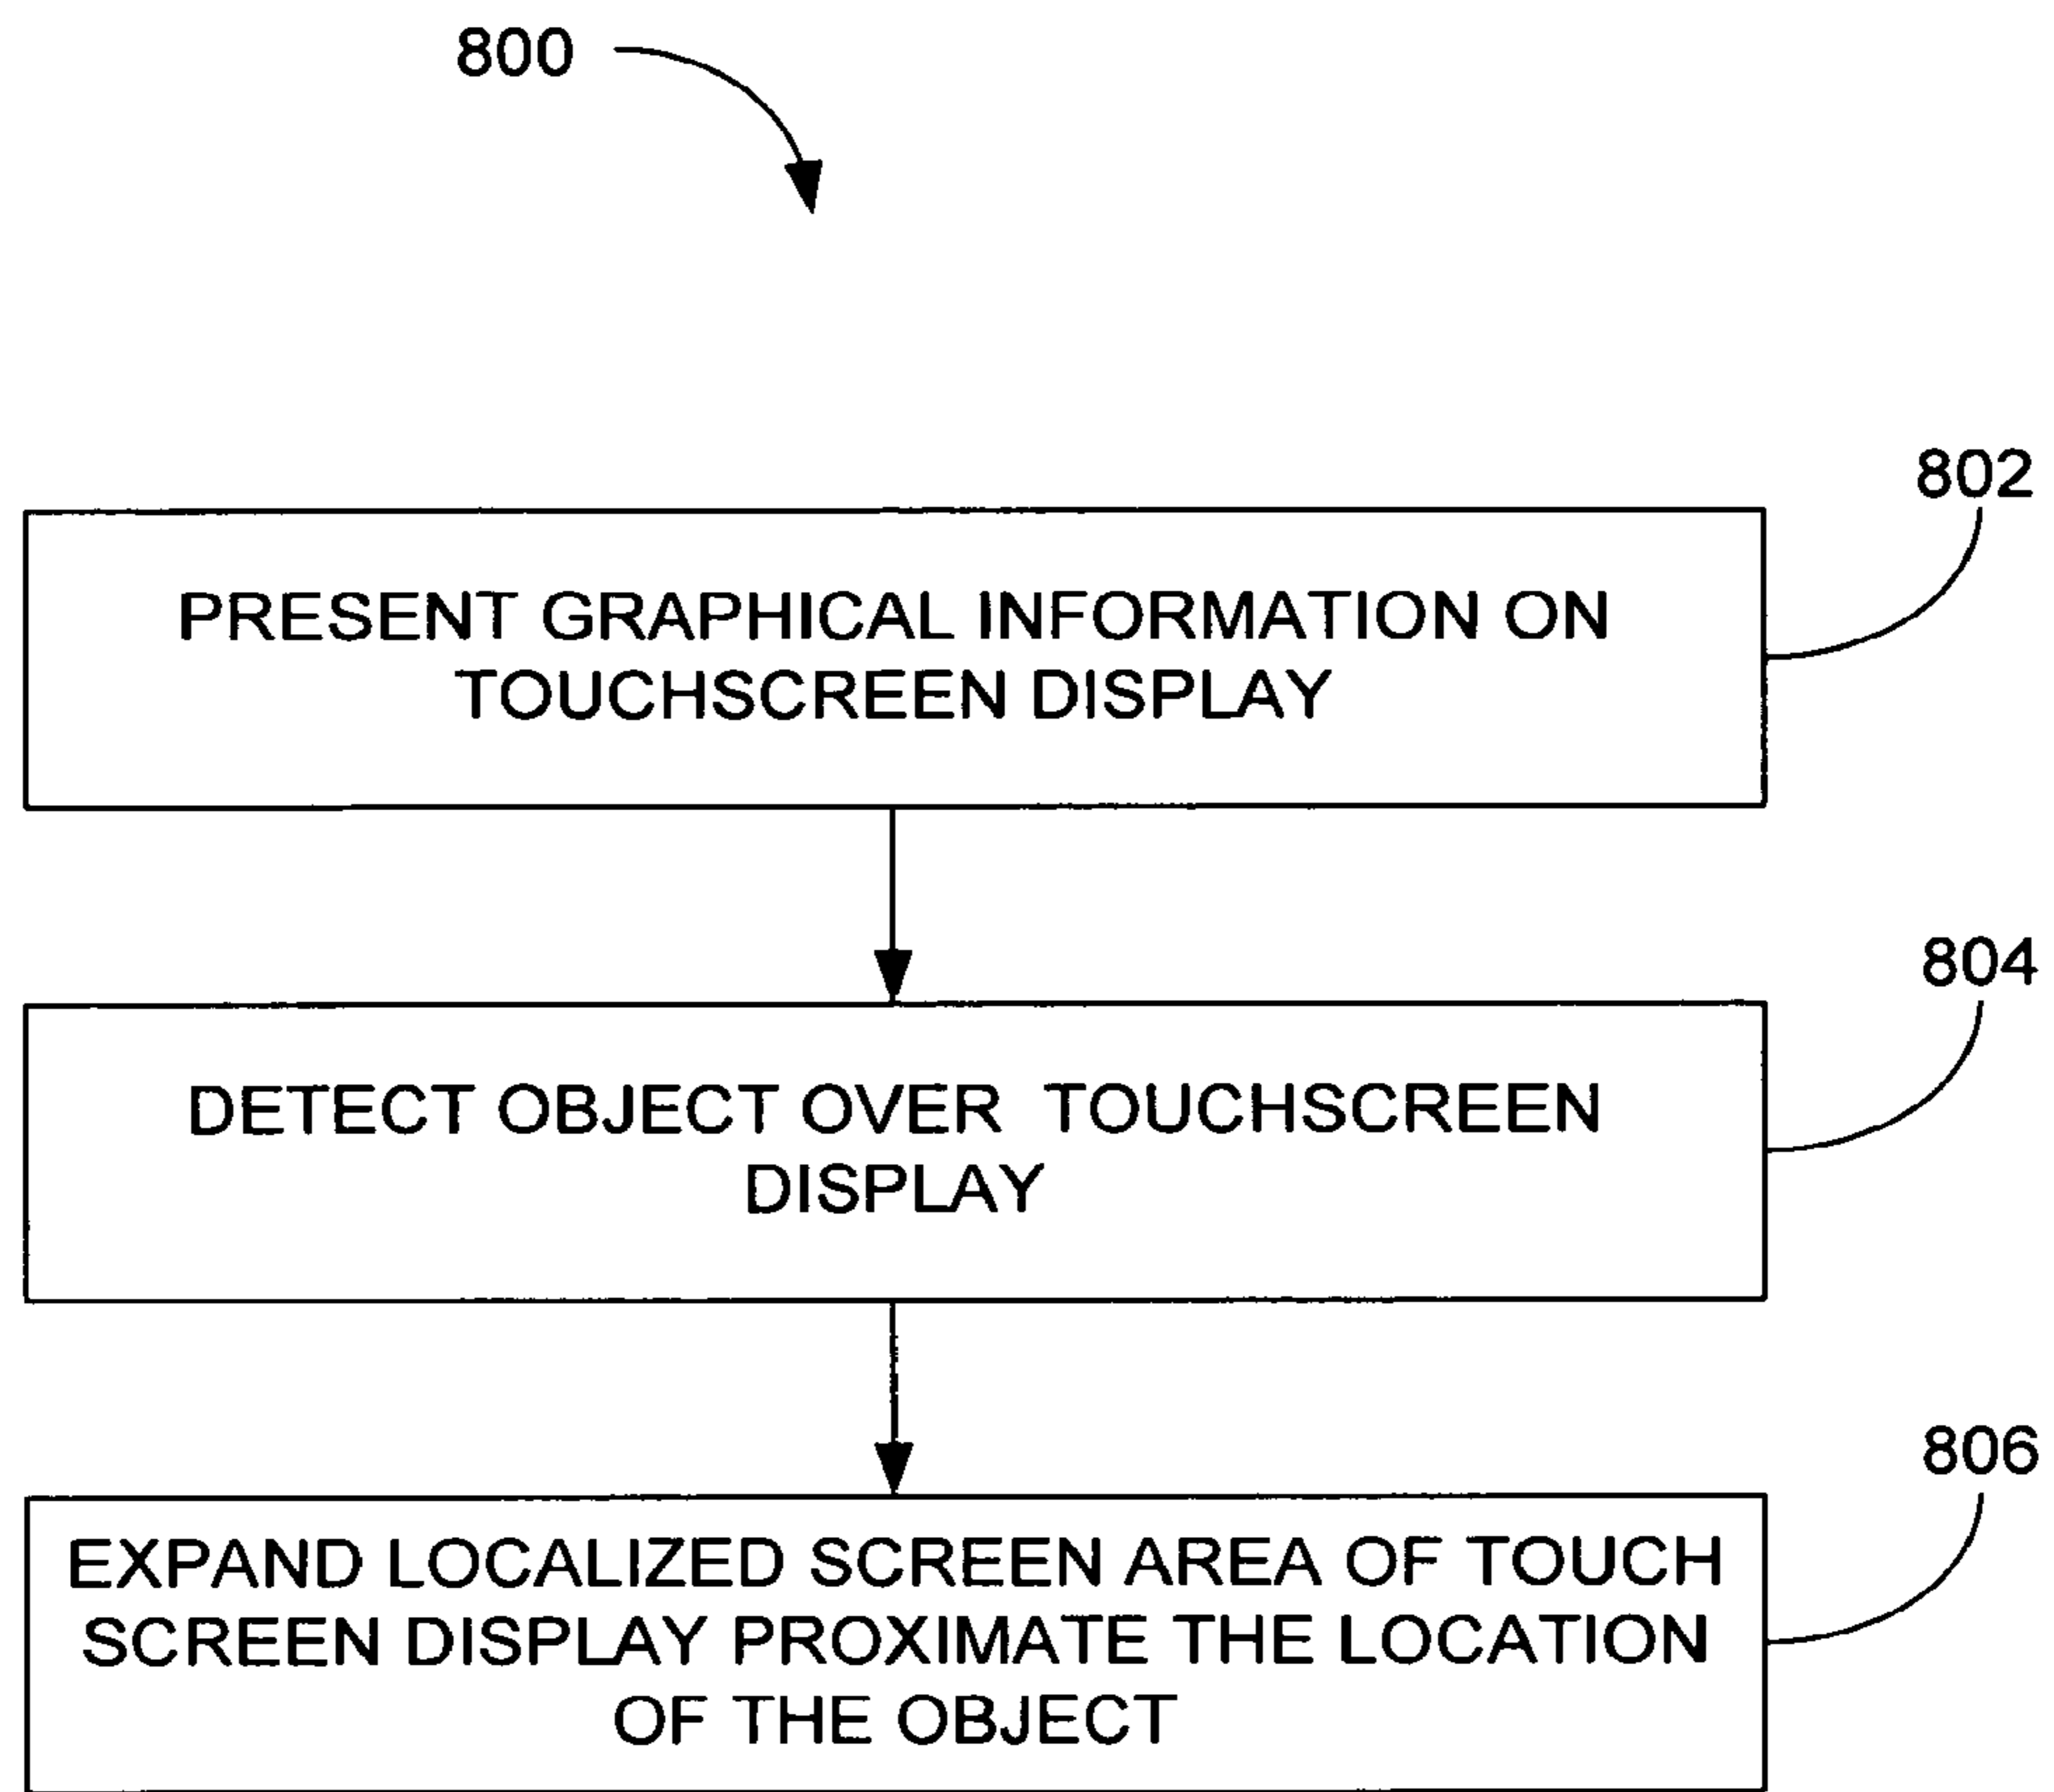 800
802
PRESENT GRAPHICAL INFORMATION ON
TOUCHSCREEN DISPLAY
804
DETECT OBJECT OVER TOUCHSCREEN
DISPLAY
806
EXPAND LOCALIZED SCREEN AREA OF TOUCH
SCREEN DISPLAY PROXIMATE THE LOCATION
OF THE OBJECT